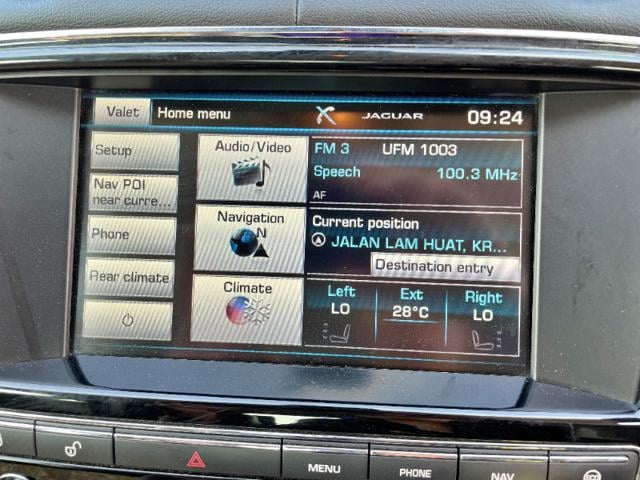 Valet Home menu JAGUAR 09:24
Setup
Nav POI
near curre...
Phone
Rear climate
Audio/Video
Navigation
N
Climate
FM 3 UFM 1003
Speech 100.3 MHz
AF
Current position
JALAN LAM HUAT, KR...
Destination entry
Left Ext Right
LO 28°C LO
MENU PHONE NAV ECO